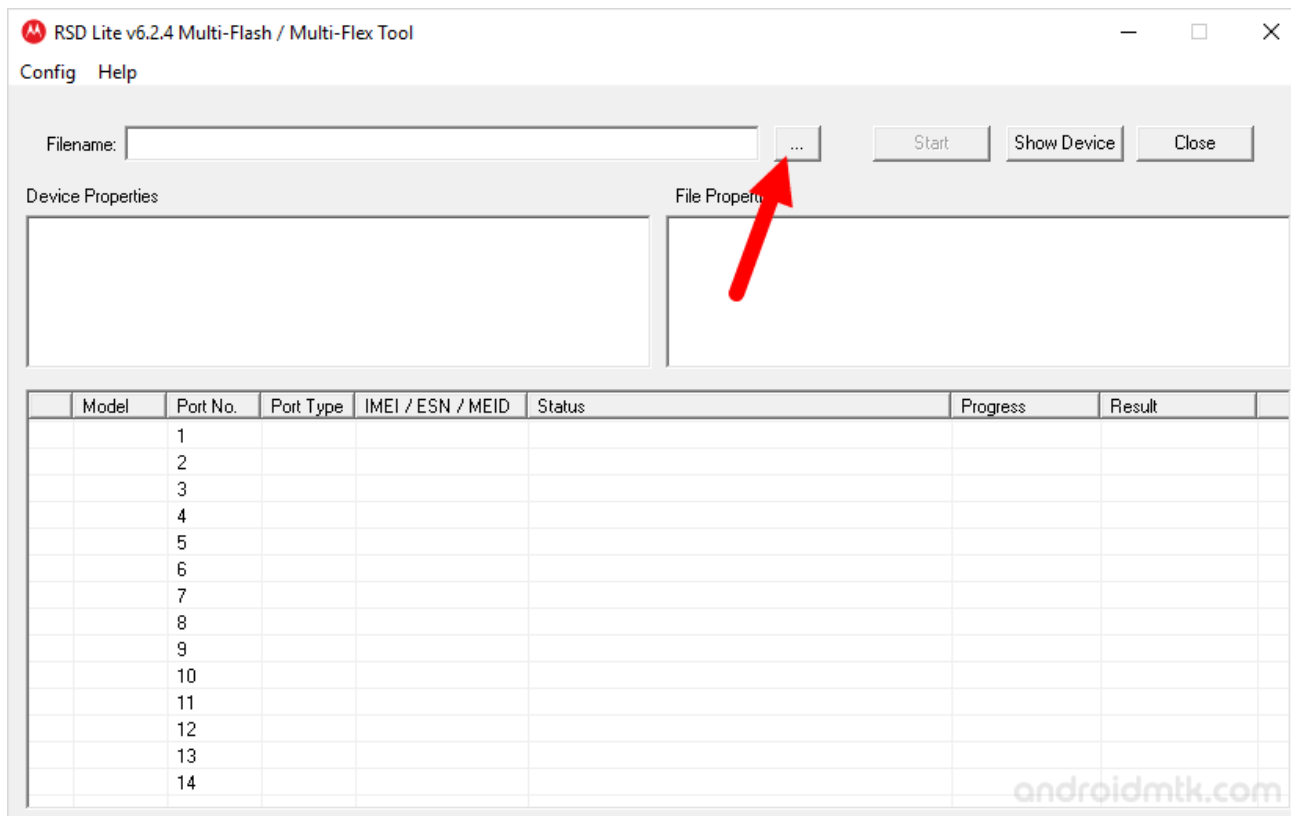 RSD Lite v6.2.4 Multi-Flash / Multi-Flex Tool
Config Help
Filename: ... Start Show Device Close
Device Properties File
Model Port No. Port Type IMEI / ESN / MEID Status Progress Result
1
2
3
4
5
6
7
8
9
10
11
12
13
14
androidmtk.com